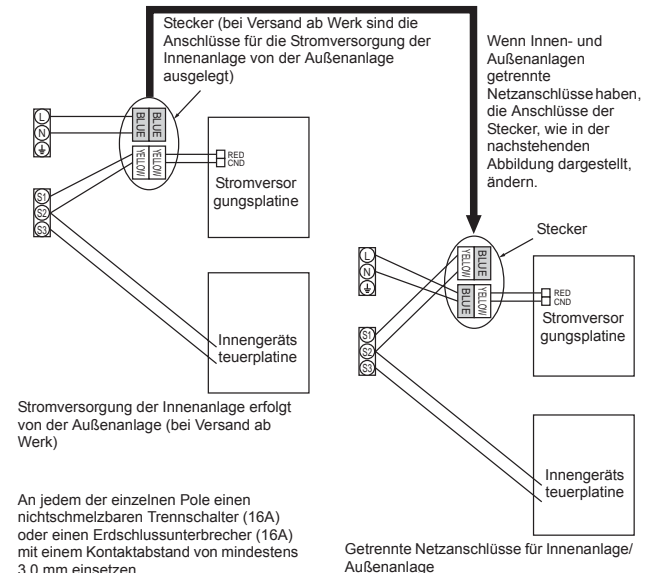 Stecker (bei Versand ab Werk sind die
Anschlüsse für die Stromversorgung der
Innenanlage von der Außenanlage
ausgelegt)
L
N
BLUE
BLUE
YELLOW
YELLOW
RED
CND
Stromversor
gungsplatine
S1
S2
S3
Innengeräts
teuerplatine
Stromversorgung der Innenanlage erfolgt
von der Außenanlage (bei Versand ab
Werk)
An jedem der einzelnen Pole einen
nichtschmelzbaren Trennschalter (16A)
oder einen Erdschlussunterbrecher (16A)
mit einem Kontaktabstand von mindestens
3,0 mm einsetzen
Wenn Innen- und
Außenanlagen
getrennte
Netzanschlüsse haben,
die Anschlüsse der
Stecker, wie in der
nachstehenden
Abbildung dargestellt,
ändern.
Stecker
L
N
YELLOW
BLUE
BLUE
YELLOW
RED
CND
Stromversor
gungsplatine
S1
S2
S3
Innengeräts
teuerplatine
Getrennte Netzanschlüsse für Innenanlage/
Außenanlage